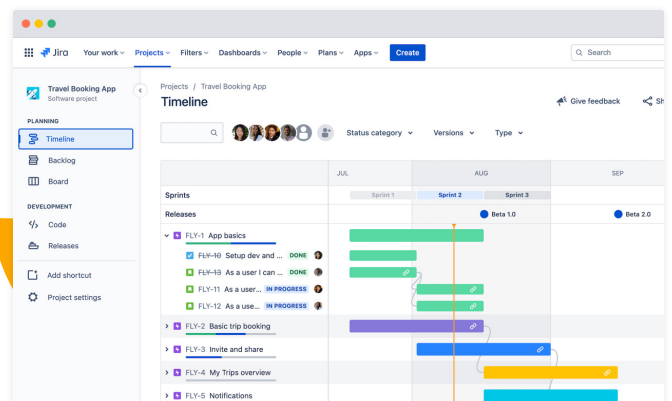 Jira Your work Projects Filters Dashboards People Plans Apps Create Search
Travel Booking App
Software project
PLANNING
Timeline
Backlog
Board
DEVELOPMENT
Code
Releases
Add shortcut
Project settings
Projects / Travel Booking App
Timeline
Give feedback
Status category Versions Type
JUL AUG SEP
Sprints Sprint 1 Sprint 2 Sprint 3
Releases Beta 1.0 Beta 2.0
FLY-1 App basics
FLY-10 Setup dev and ... DONE
FLY-13 As a user I can ... DONE
FLY-11 As a user... IN PROGRESS
FLY-12 As a use... IN PROGRESS
FLY-2 Basic trip booking
FLY-3 Invite and share
FLY-4 My Trips overview
FLY-5 Notifications